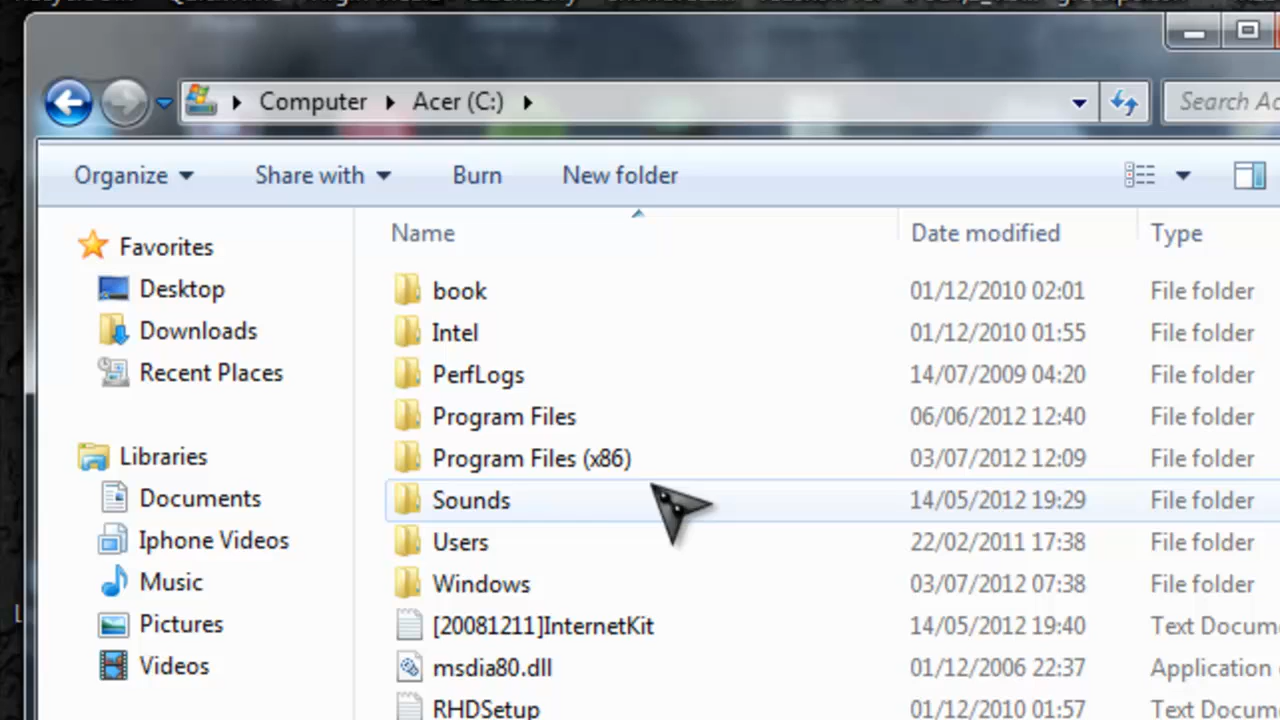 Computer Acer (C:) Search Ac
Organize Share with Burn New folder
Name Date modified Type
Favorites
Desktop
Downloads
Recent Places
Libraries
Documents
Iphone Videos
Music
Pictures
Videos
book 01/12/2010 02:01 File folder
Intel 01/12/2010 01:55 File folder
PerfLogs 14/07/2009 04:20 File folder
Program Files 06/06/2012 12:40 File folder
Program Files (x86) 03/07/2012 12:09 File folder
Sounds 14/05/2012 19:29 File folder
Users 22/02/2011 17:38 File folder
Windows 03/07/2012 07:38 File folder
[20081211]InternetKit 14/05/2012 19:40 Text Docum
msdia80.dll 01/12/2006 22:37 Application
RHDSetup 01/12/2010 01:57 Text Docum